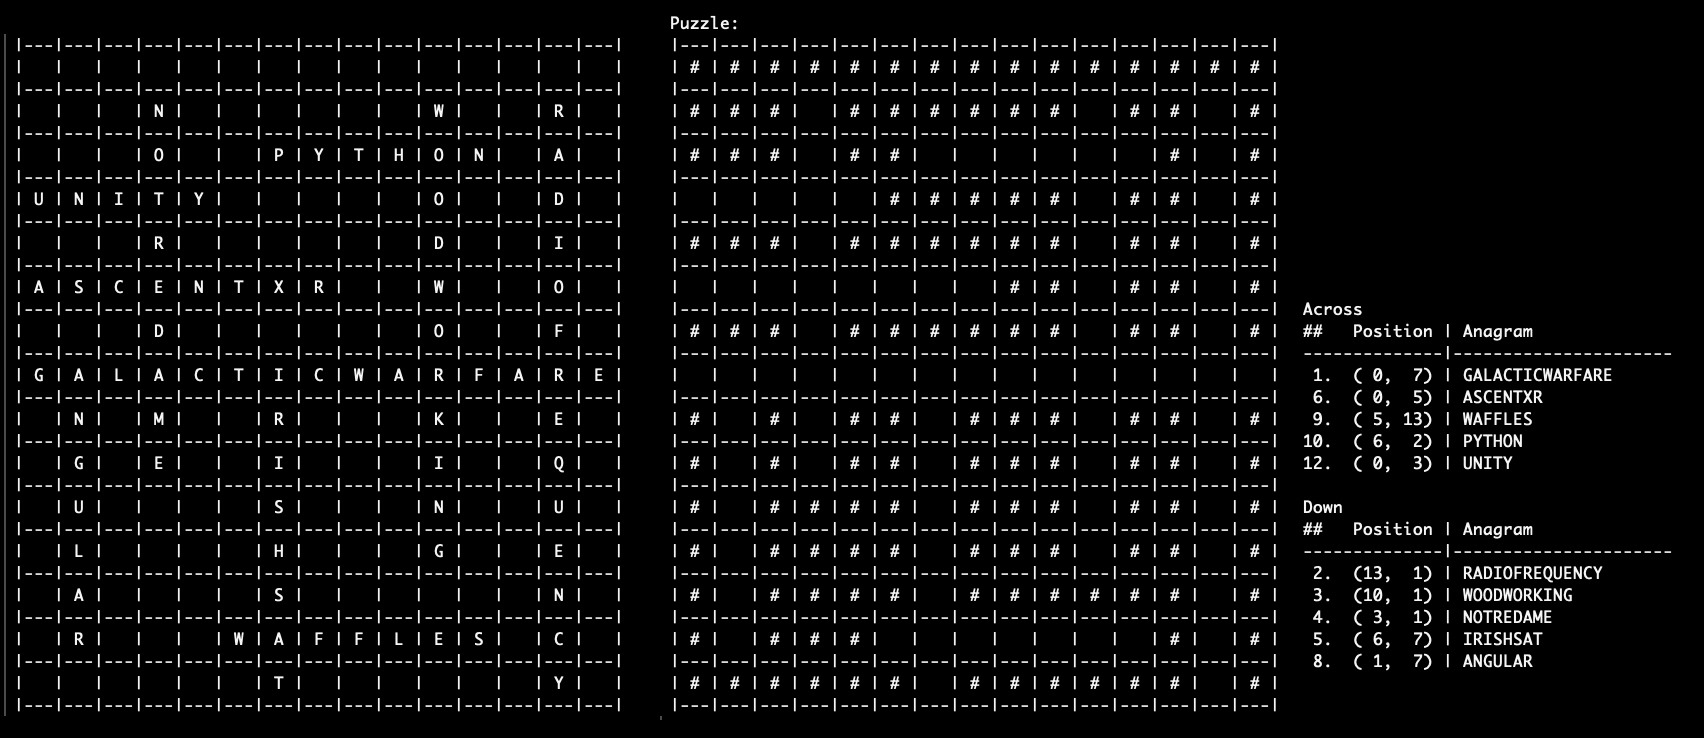 N W R
O P Y T H O N A
U N I T Y O D
R D I
A S C E N T X R W O
D O F
G A L A C T I C W A R F A R E
N M R K E
G E I I Q
U S N U
L H G E
A S N
R W A F F L E S C
T Y
Puzzle:
# # # # # # # # # # # # # # #
# # # # # # # # # # # #
# # # # # # #
# # # # # # # #
# # # # # # # # # # # #
# # # # #
# # # # # # # # # # # #
# # # # # # # # # #
# # # # # # # # # #
# # # # # # # # # # #
# # # # # # # # # # #
# # # # # # # # # # # #
# # # # # #
# # # # # # # # # # # # #
Across
## Position | Anagram
--------------|----------------------
1. ( 0, 7) | GALACTICWARFARE
6. ( 0, 5) | ASCENTXR
9. ( 5, 13) | WAFFLES
10. ( 6, 2) | PYTHON
12. ( 0, 3) | UNITY
Down
## Position | Anagram
--------------|----------------------
2. (13, 1) | RADIOFREQUENCY
3. (10, 1) | WOODWORKING
4. ( 3, 1) | NOTREDAME
5. ( 6, 7) | IRISHSAT
8. ( 1, 7) | ANGULAR